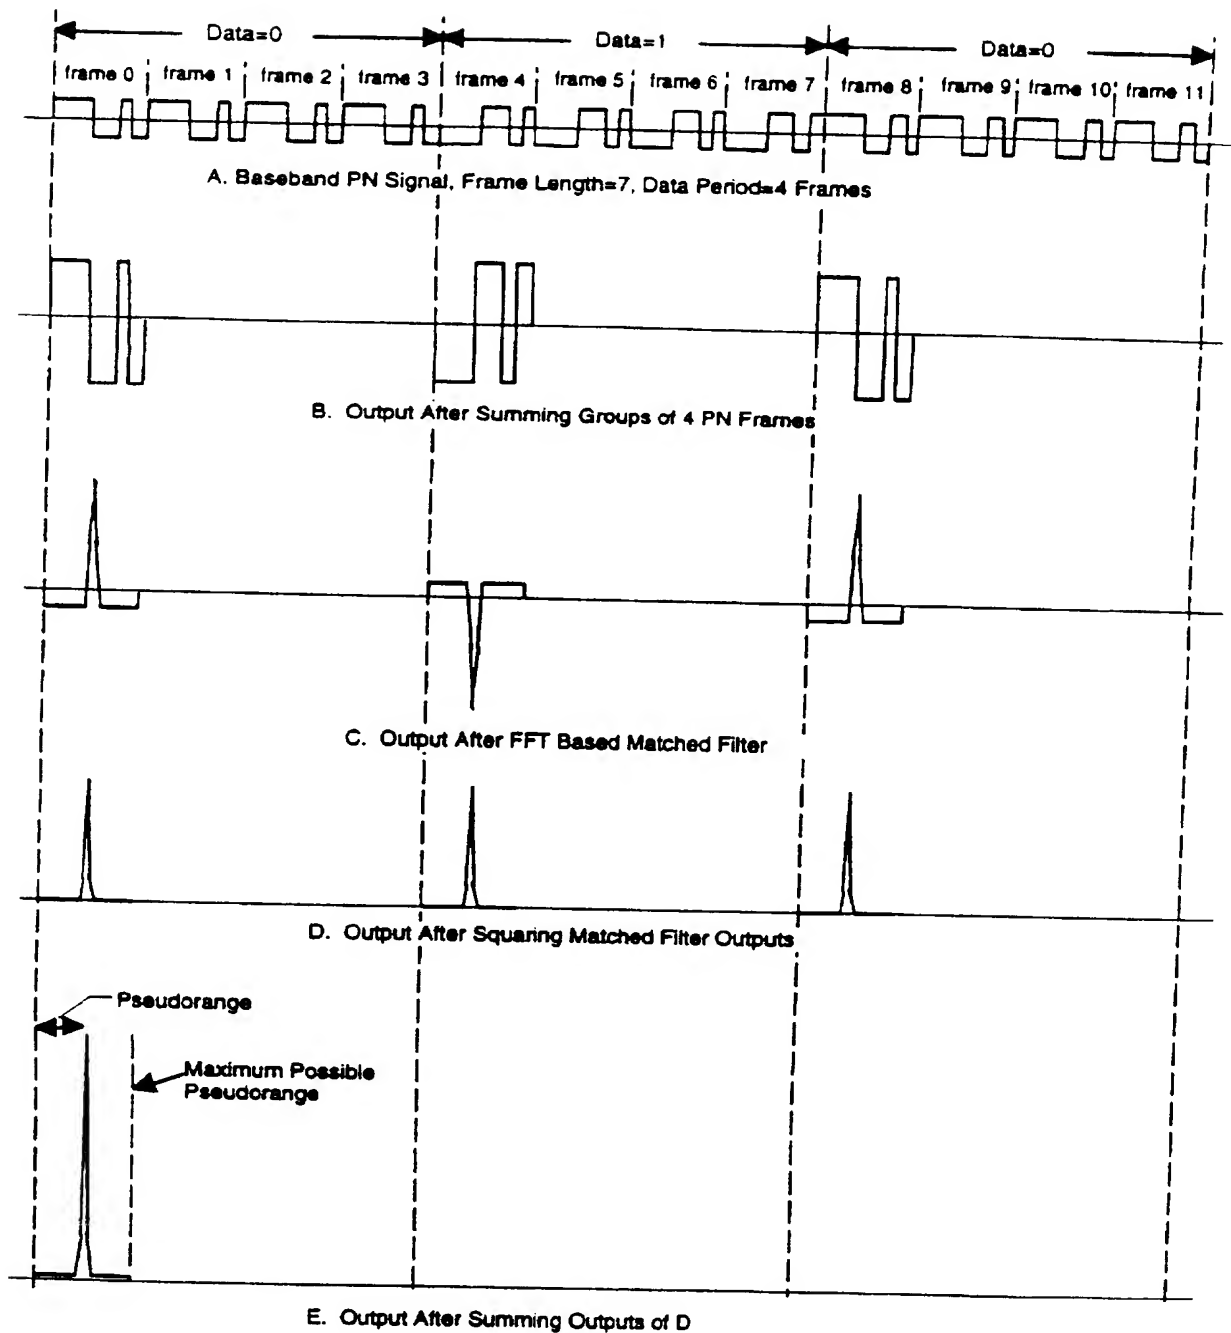 Data=0 Data=1 Data=0
frame 0 frame 1 frame 2 frame 3 frame 4 frame 5 frame 6 frame 7 frame 8 frame 9 frame 10 frame 11
A. Baseband PN Signal, Frame Length=7, Data Period=4 Frames
B. Output After Summing Groups of 4 PN Frames
C. Output After FFT Based Matched Filter
D. Output After Squaring Matched Filter Outputs
Pseudorange
Maximum Possible
Pseudorange
E. Output After Summing Outputs of D